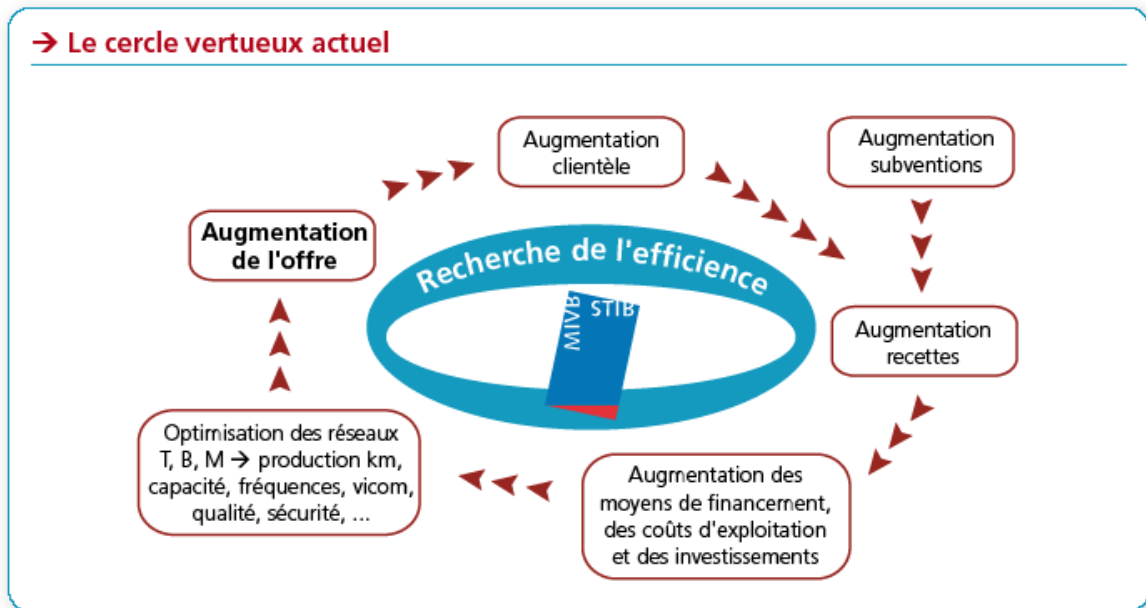 → Le cercle vertueux actuel
Augmentation
clientèle
Augmentation
subventions
Augmentation
de l'offre
Recherche de l'efficience
MIVB
STIB
Augmentation
recettes
Optimisation des réseaux
T, B, M → production km,
capacité, fréquences, vicom,
qualité, sécurité, ...
Augmentation des
moyens de financement,
des coûts d'exploitation
et des investissements